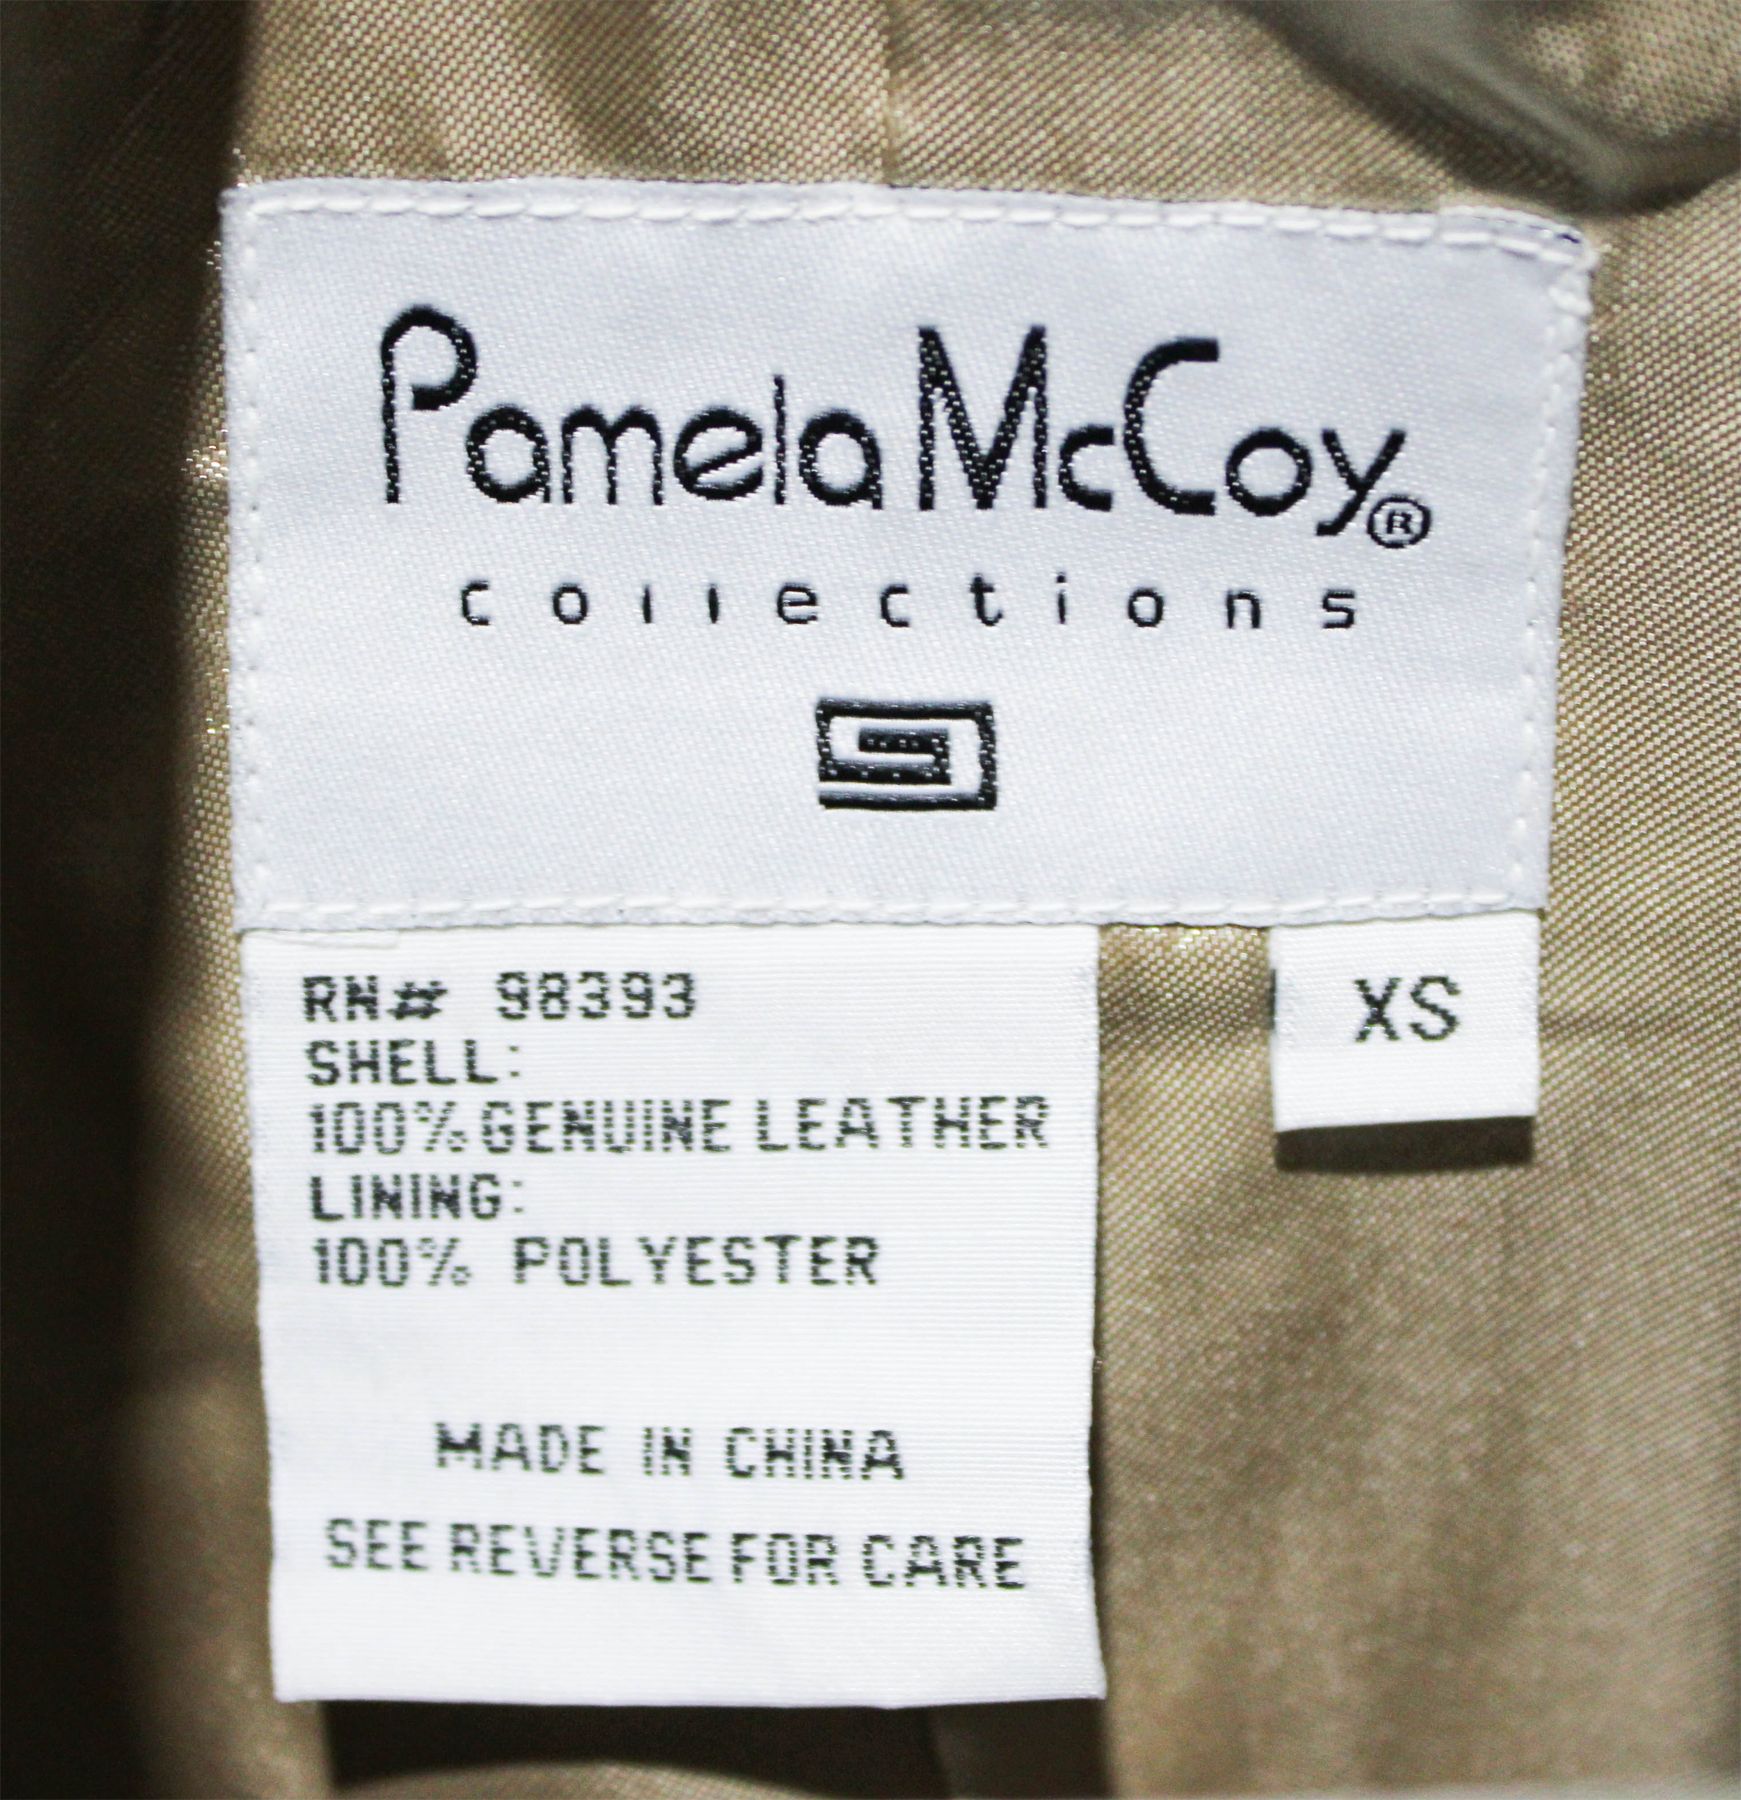 Pamela McCoy®
collections
RN# 98393
SHELL:
100% GENUINE LEATHER
LINING:
100% POLYESTER
MADE IN CHINA
SEE REVERSE FOR CARE
XS